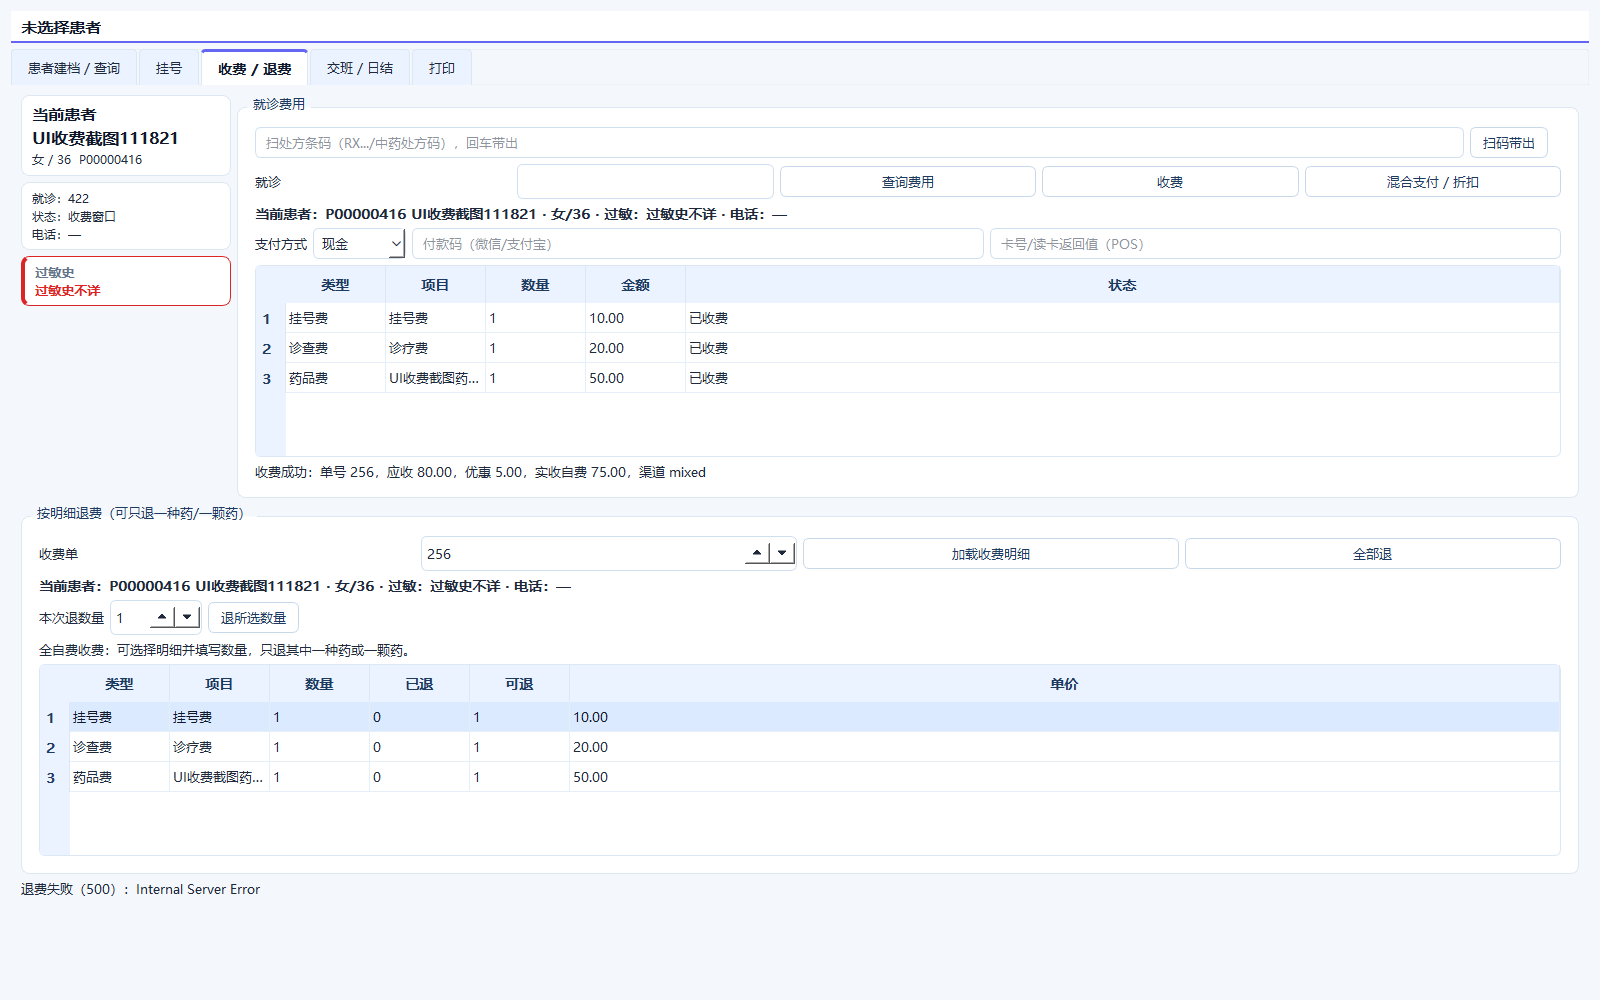 未选择患者
患者建档 / 查询 挂号 收费 / 退费 交班 / 日结 打印
当前患者
UI收费截图111821
女 / 36 P00000416
就诊：422
状态：收费窗口
电话：—
过敏史
过敏史不详
就诊费用
扫处方条码（RX.../中药处方码），回车带出 扫码带出
就诊 查询费用 收费 混合支付 / 折扣
当前患者：P00000416 UI收费截图111821 · 女/36 · 过敏：过敏史不详 · 电话：—
支付方式 现金 付款码（微信/支付宝） 卡号/读卡返回值（POS）
类型 项目 数量 金额 状态
1 挂号费 挂号费 1 10.00 已收费
2 诊查费 诊疗费 1 20.00 已收费
3 药品费 UI收费截图药... 1 50.00 已收费
收费成功：单号 256，应收 80.00，优惠 5.00，实收自费 75.00，渠道 mixed
按明细退费（可只退一种药/一颗药）
收费单 256 加载收费明细 全部退
当前患者：P00000416 UI收费截图111821 · 女/36 · 过敏：过敏史不详 · 电话：—
本次退数量 1 退所选数量
全自费收费：可选择明细并填写数量，只退其中一种药或一颗药。
类型 项目 数量 已退 可退 单价
1 挂号费 挂号费 1 0 1 10.00
2 诊查费 诊疗费 1 0 1 20.00
3 药品费 UI收费截图药... 1 0 1 50.00
退费失败（500）：Internal Server Error